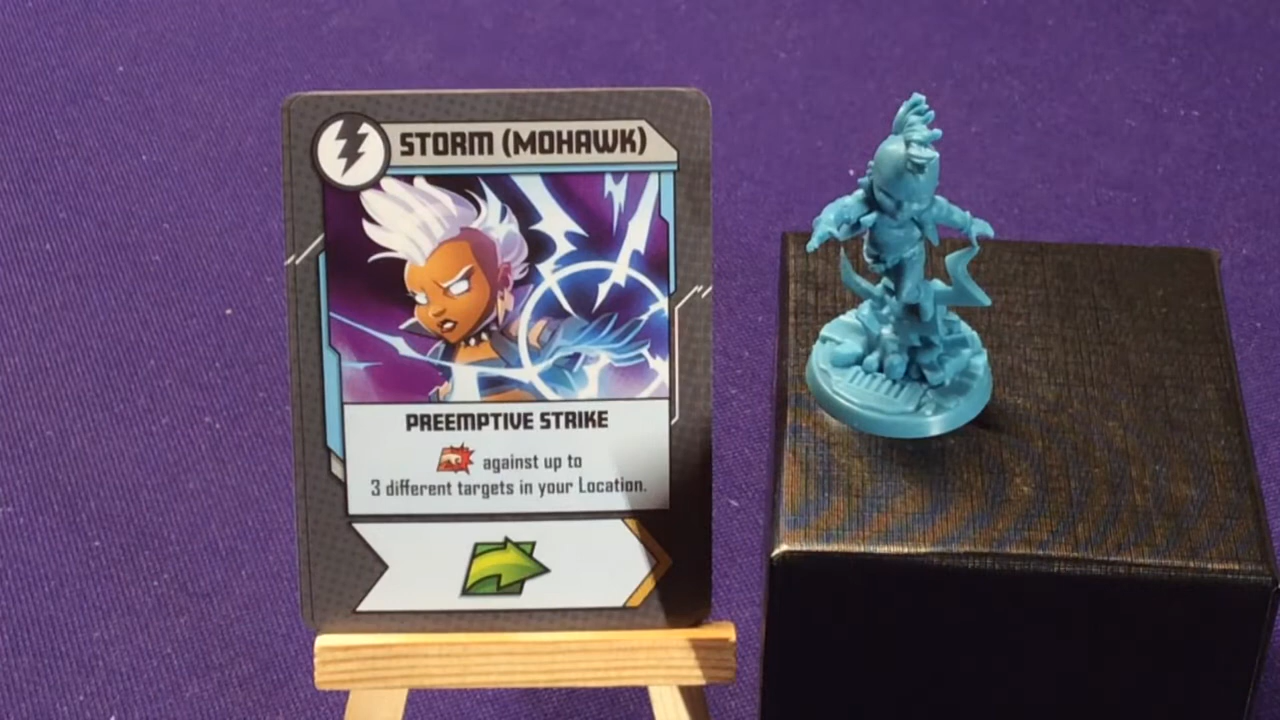 STORM (MOHAWK)
PREEMPTIVE STRIKE
against up to
3 different targets in your Location.